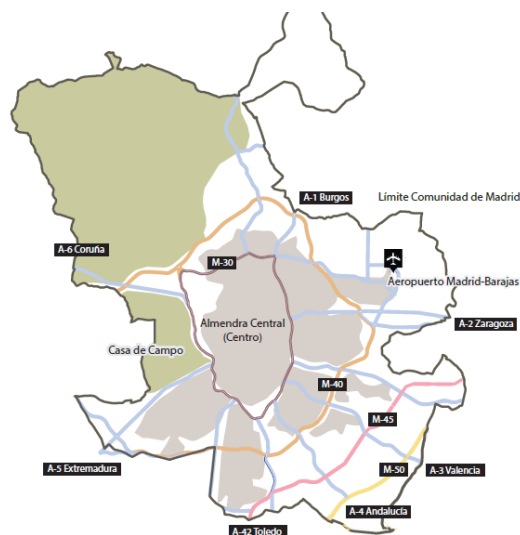 A-1 Burgos
Límite Comunidad de Madrid
A-6 Coruña
M-30
Aeropuerto Madrid-Barajas
Almendra Central
(Centro)
A-2 Zaragoza
Casa de Campo
M-40
M-45
A-5 Extremadura
M-50
A-3 Valencia
A-4 Andalucía
A-42 Toledo